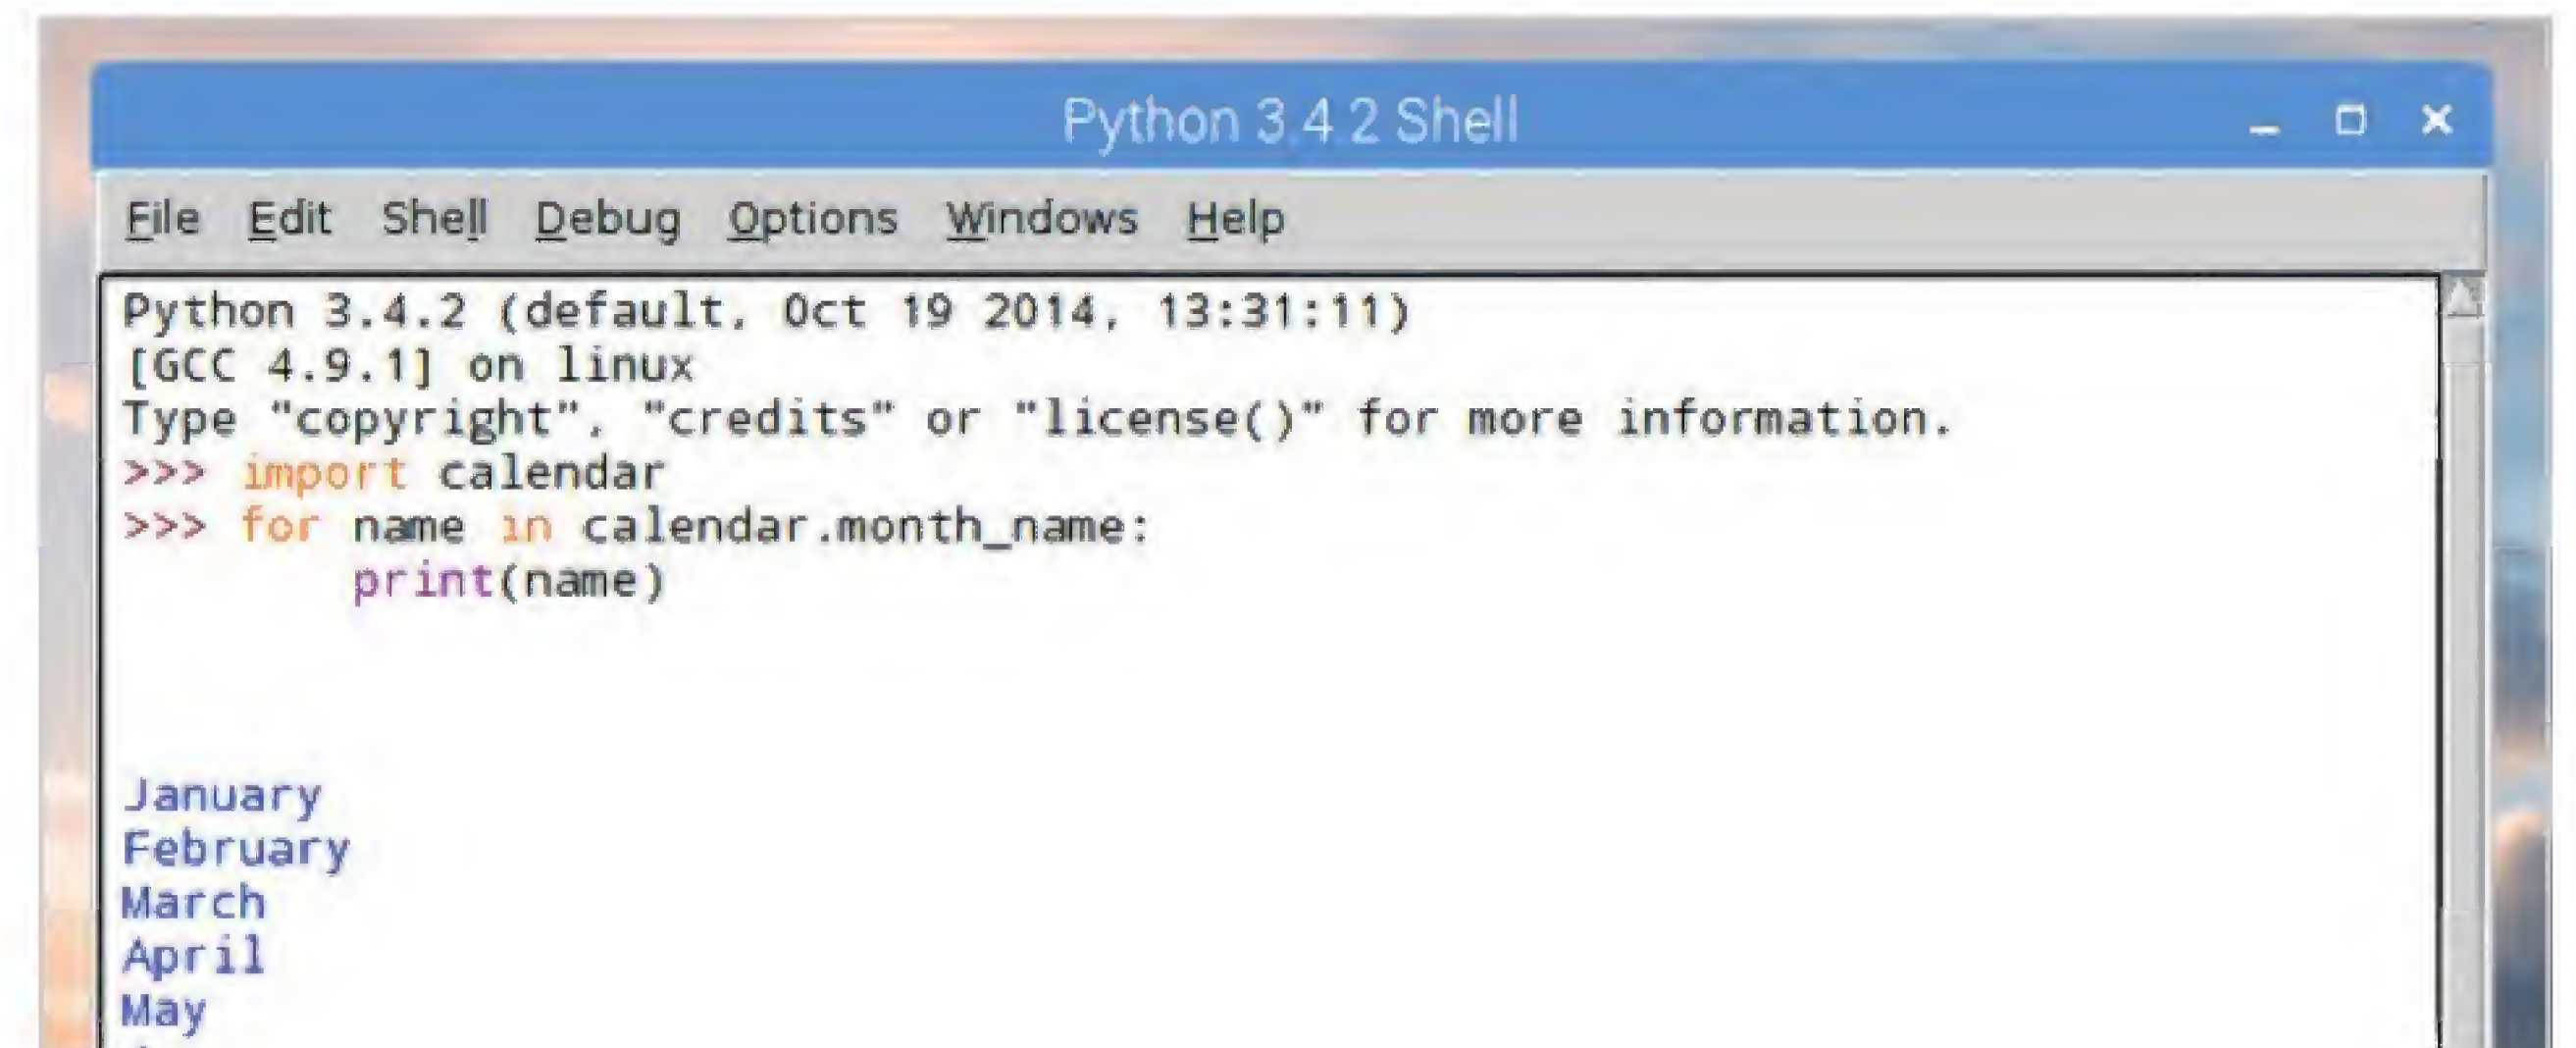 Python 3.4.2 Shell
File Edit Shell Debug Options Windows Help
Python 3.4.2 (default, Oct 19 2014, 13:31:11)
[GCC 4.9.1] on linux
Type "copyright", "credits" or "license()" for more information.
>>> import calendar
>>> for name in calendar.month_name:
        print(name)
January
February
March
April
May